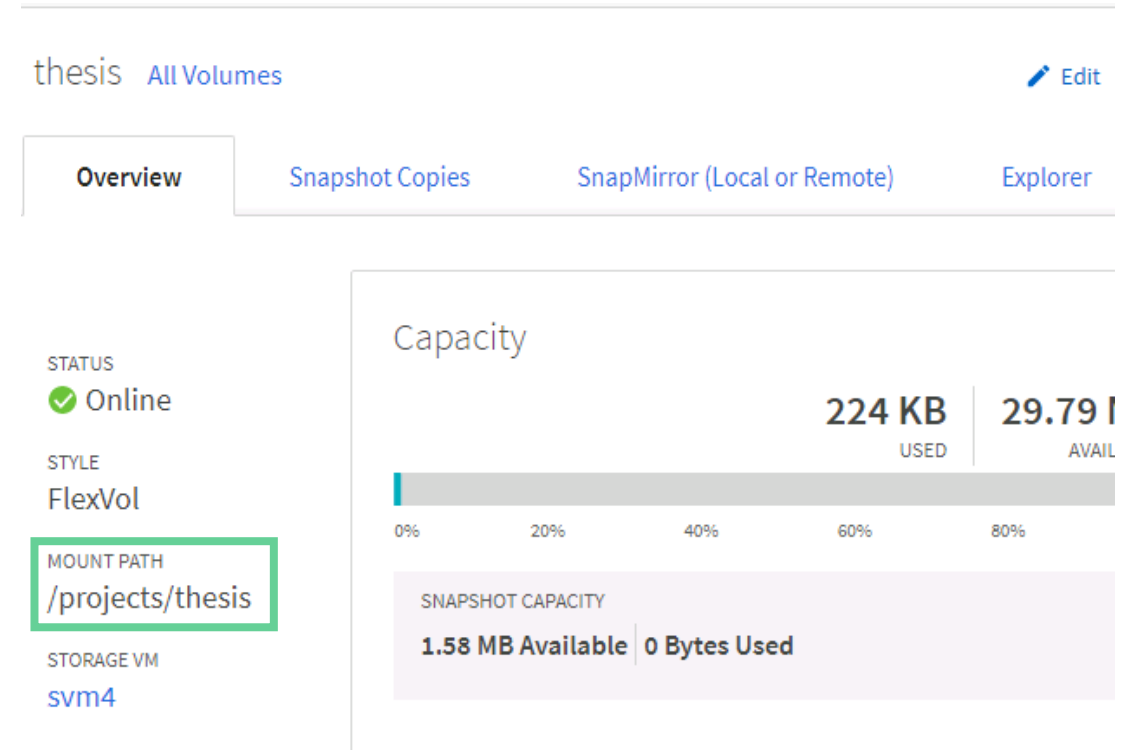 thesis All Volumes Edit
Overview Snapshot Copies SnapMirror (Local or Remote) Explorer
STATUS
Online
STYLE
FlexVol
MOUNT PATH
/projects/thesis
STORAGE VM
svm4
Capacity
224 KB 29.79
USED
0% 20% 40% 60% 80%
SNAPSHOT CAPACITY
1.58 MB Available 0 Bytes Used